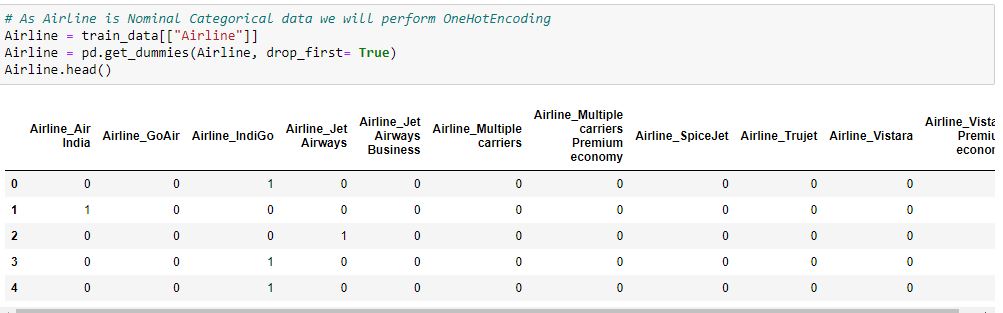 # As Airline is Nominal Categorical data we will perform OneHotEncoding
Airline = train_data[["Airline"]]
Airline = pd.get_dummies(Airline, drop_first= True)
Airline.head()
Airline_Air India Airline_GoAir Airline_IndiGo Airline_Jet Airways Airline_Jet Airways Business Airline_Multiple carriers Airline_Multiple carriers Premium economy Airline_SpiceJet Airline_Trujet Airline_Vistara Airline_Vista Premiu econor
0 0 0 1 0 0 0 0 0 0 0
1 1 0 0 0 0 0 0 0 0 0
2 0 0 0 1 0 0 0 0 0 0
3 0 0 1 0 0 0 0 0 0 0
4 0 0 1 0 0 0 0 0 0 0